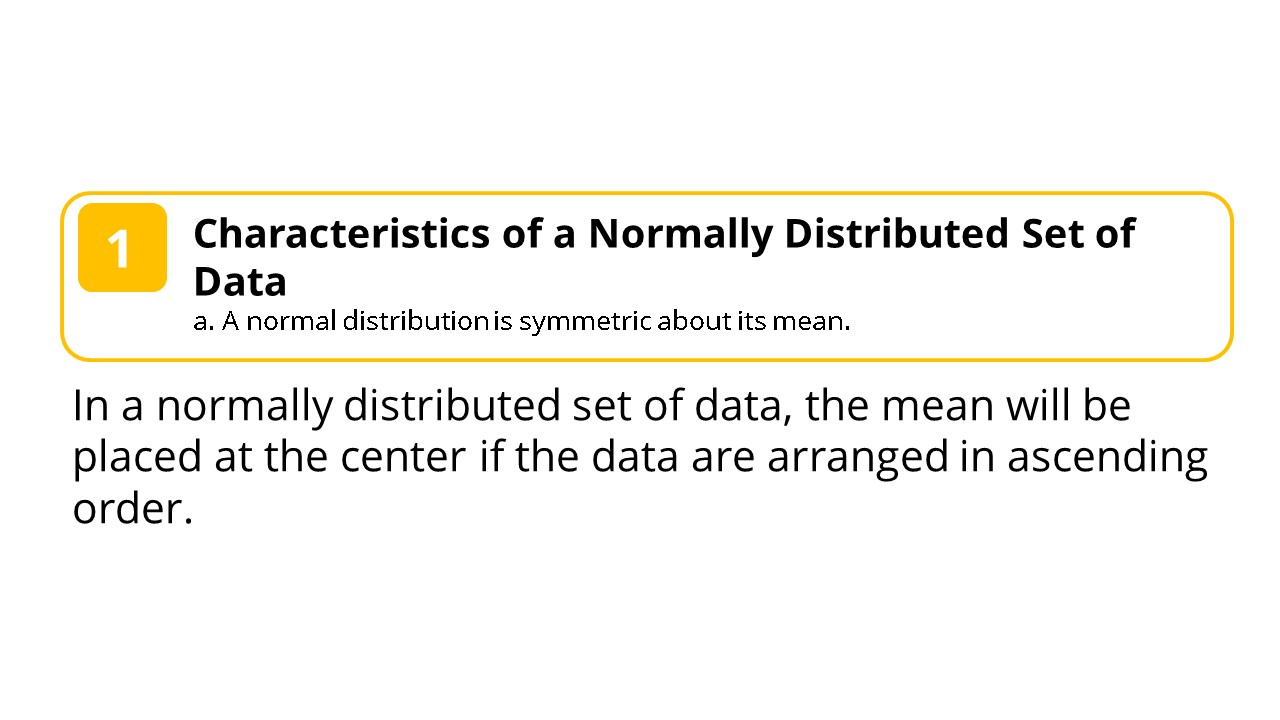 1
Characteristics of a Normally Distributed Set of
Data
a. A normal distribution is symmetric about its mean.
In a normally distributed set of data, the mean will be
placed at the center if the data are arranged in ascending
order.